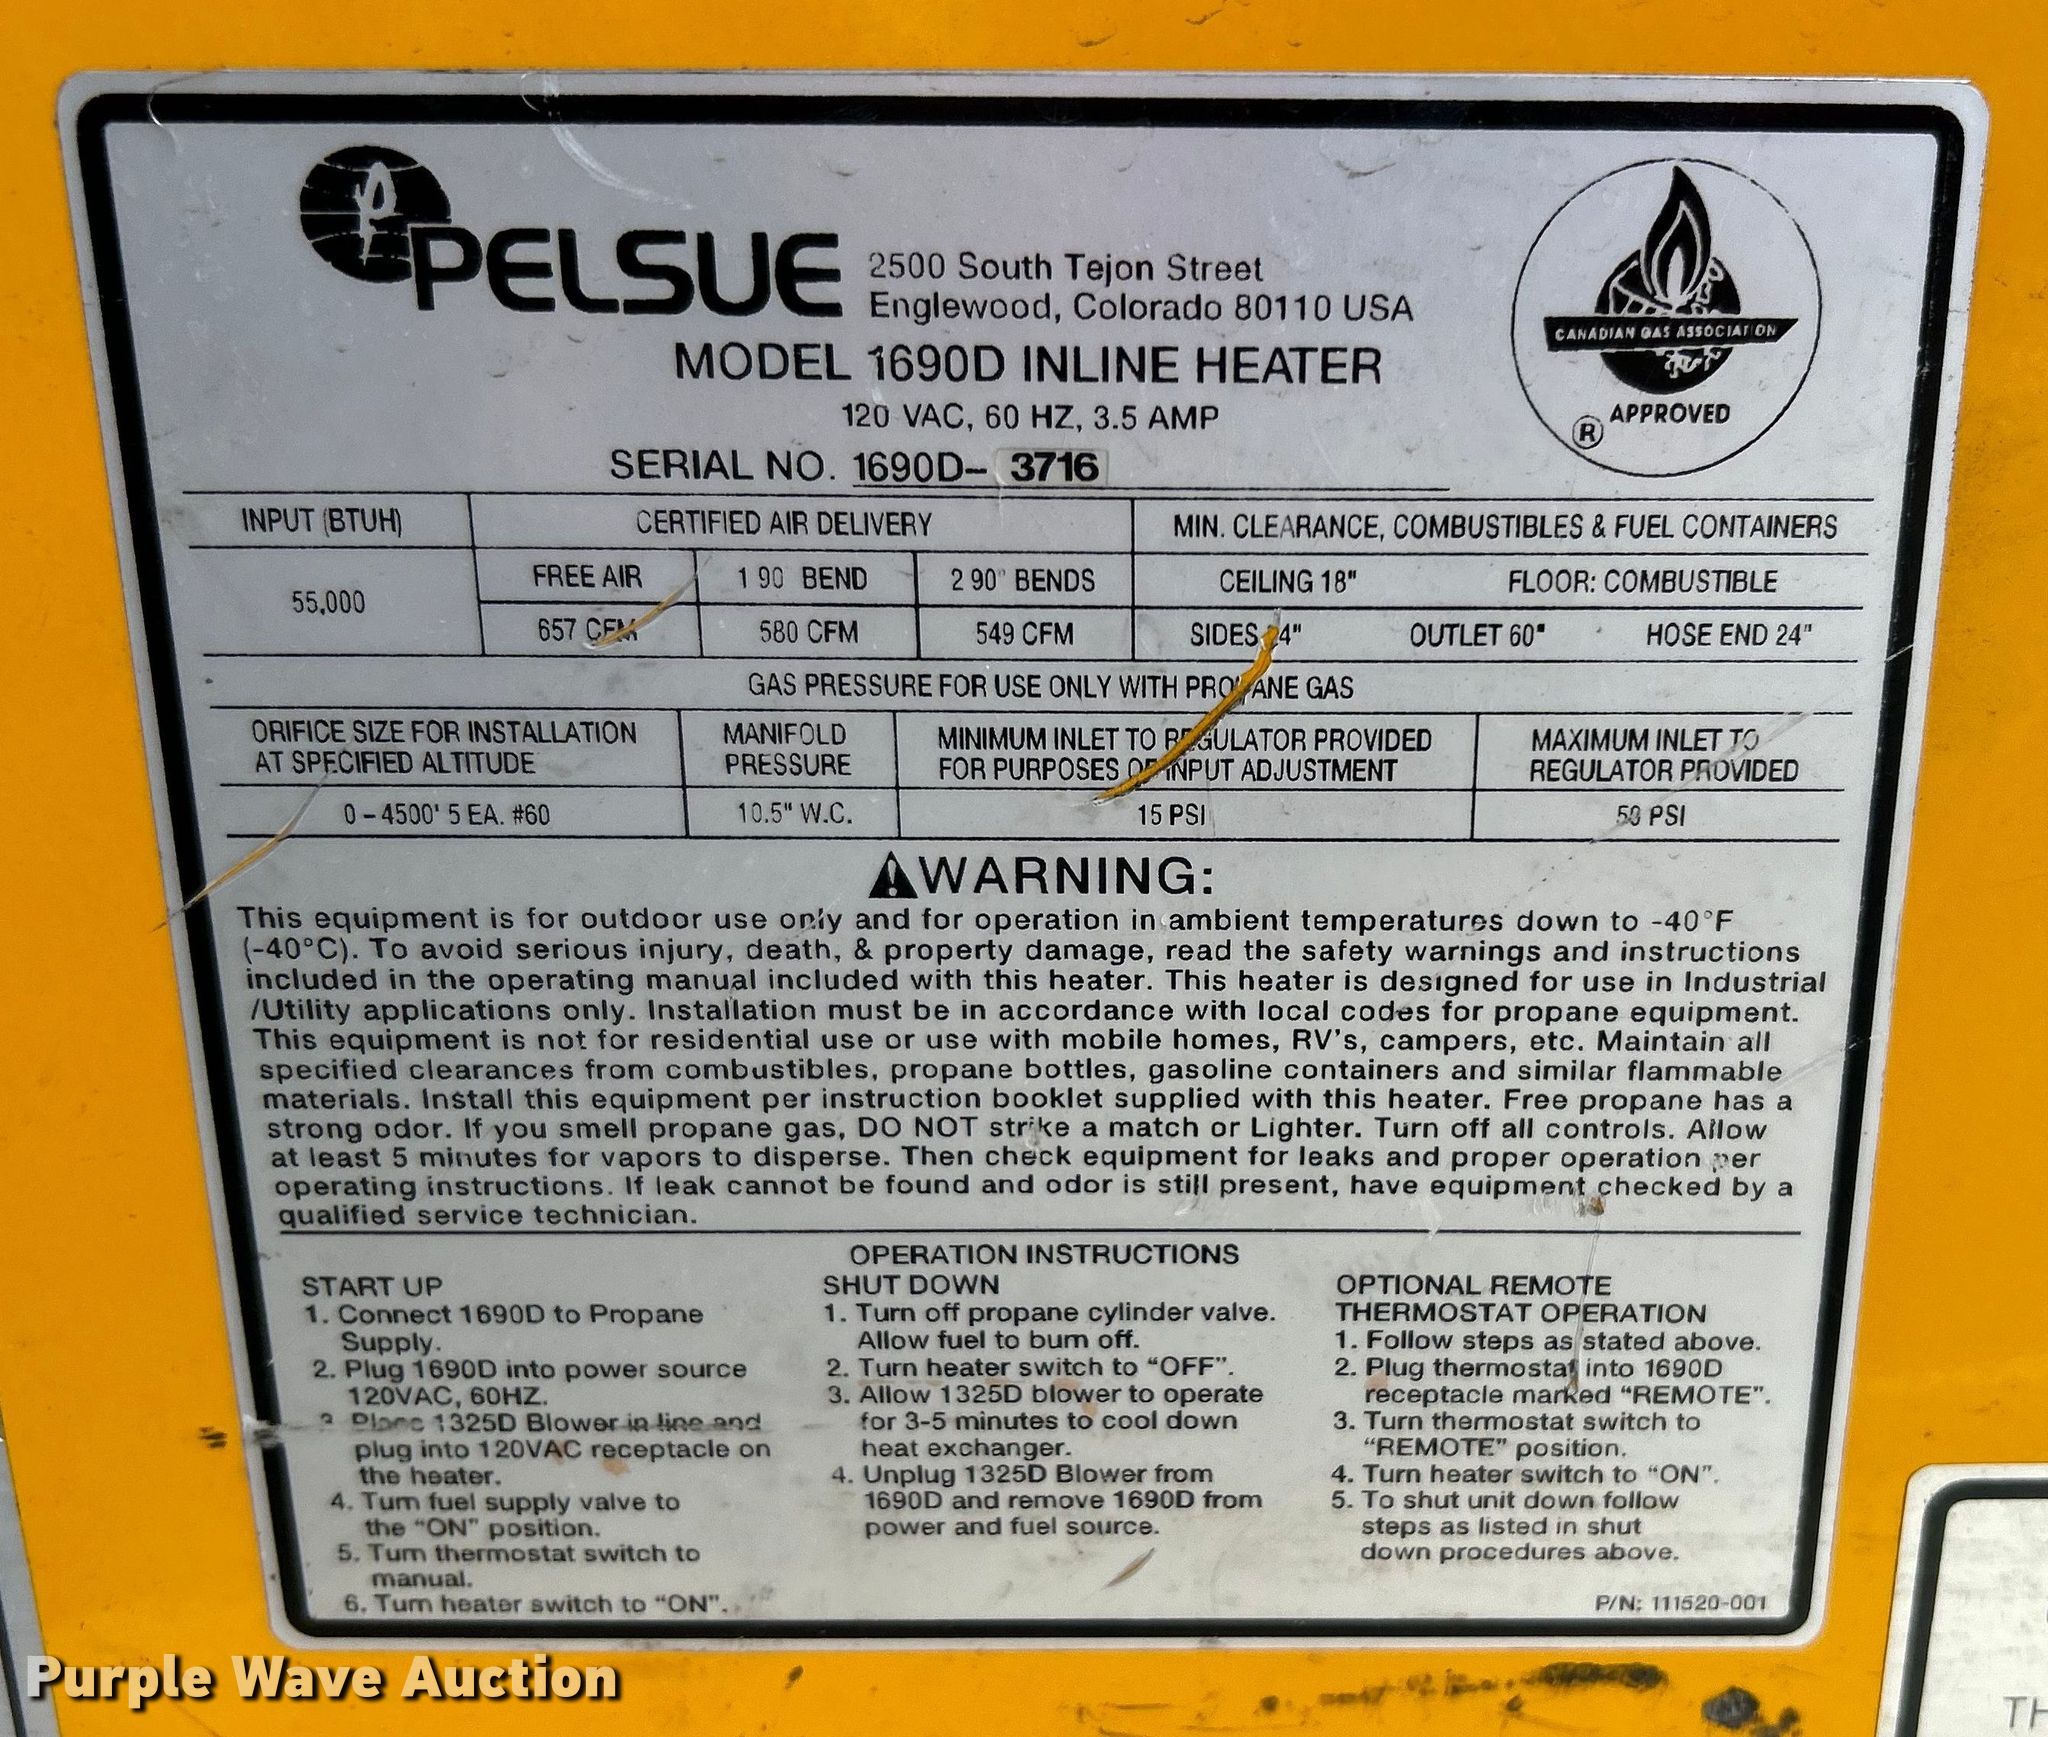 PELSUE
2500 South Tejon Street
Englewood, Colorado 80110 USA
MODEL 1690D INLINE HEATER
120 VAC, 60 HZ, 3.5 AMP
SERIAL NO. 1690D- 3716
CANADIAN GAS ASSOCIATION
® APPROVED
INPUT (BTUH) CERTIFIED AIR DELIVERY MIN. CLEARANCE, COMBUSTIBLES & FUEL CONTAINERS
55,000 FREE AIR 1 90 BEND 2 90° BENDS CEILING 18" FLOOR: COMBUSTIBLE
657 CFM 580 CFM 549 CFM SIDES OUTLET 60" HOSE END 24"
GAS PRESSURE FOR USE ONLY WITH PROPANE GAS
ORIFICE SIZE FOR INSTALLATION MANIFOLD MINIMUM INLET TO REGULATOR PROVIDED MAXIMUM INLET TO
AT SPECIFIED ALTITUDE PRESSURE FOR PURPOSES OF INPUT ADJUSTMENT REGULATOR PROVIDED
0-4500' 5 EA. #60 10.5" W.C. 15 PSI 50 PSI
WARNING:
This equipment is for outdoor use only and for operation in ambient temperatures down to -40°F
(-40°C). To avoid serious injury, death, & property damage, read the safety warnings and instructions
included in the operating manual included with this heater. This heater is designed for use in Industrial
/Utility applications only. Installation must be in accordance with local codes for propane equipment.
This equipment is not for residential use or use with mobile homes, RV's, campers, etc. Maintain all
specified clearances from combustibles, propane bottles, gasoline containers and similar flammable
materials. Install this equipment per instruction booklet supplied with this heater. Free propane has a
strong odor. If you smell propane gas, DO NOT strike a match or Lighter. Turn off all controls. Allow
at least 5 minutes for vapors to disperse. Then check equipment for leaks and proper operation per
operating instructions. If leak cannot be found and odor is still present, have equipment checked by a
qualified service technician.
OPERATION INSTRUCTIONS
START UP
1. Connect 1690D to Propane
Supply.
2. Plug 1690D into power source
120VAC, 60HZ.
3. Place 1325D Blower in line and
plug into 120VAC receptacle on
the heater.
4. Turn fuel supply valve to
the "ON" position.
5. Turn thermostat switch to
manual.
6. Turn heater switch to "ON".
SHUT DOWN
1. Turn off propane cylinder valve.
Allow fuel to burn off.
2. Turn heater switch to "OFF".
3. Allow 1325D blower to operate
for 3-5 minutes to cool down
heat exchanger.
4. Unplug 1325D Blower from
1690D and remove 1690D from
power and fuel source.
OPTIONAL REMOTE
THERMOSTAT OPERATION
1. Follow steps as stated above.
2. Plug thermostat into 1690D
receptacle marked "REMOTE".
3. Turn thermostat switch to
"REMOTE" position.
4. Turn heater switch to "ON".
5. To shut unit down follow
steps as listed in shut
down procedures above.
P/N: 111520-001
Purple Wave Auction